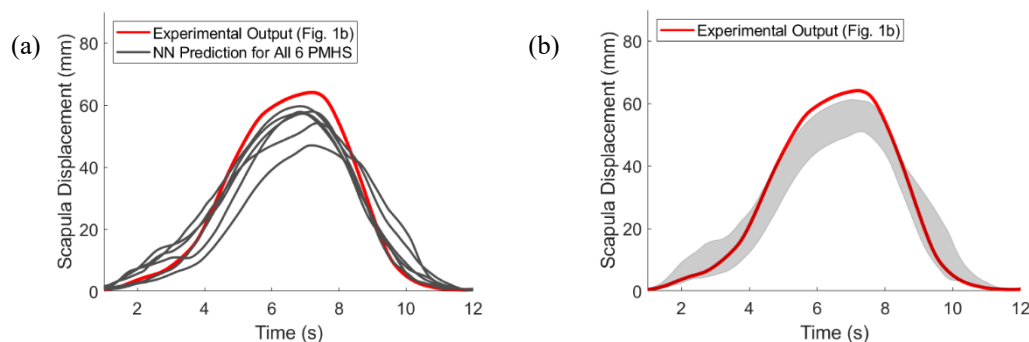 (a)
Experimental Output (Fig. 1b)
NN Prediction for All 6 PMHS
Scapula Displacement (mm)
80
60
40
20
0
2 4 6 8 10 12
Time (s)
(b)
Experimental Output (Fig. 1b)
Scapula Displacement (mm)
80
60
40
20
0
2 4 6 8 10 12
Time (s)